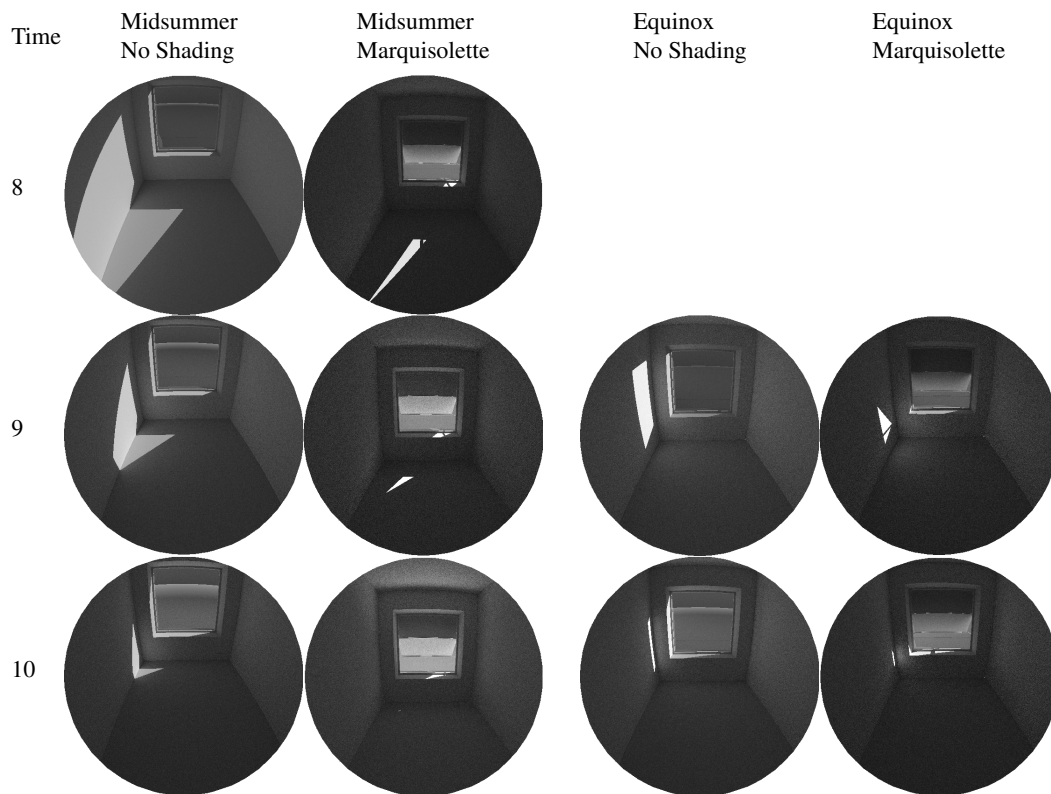 Time
Midsummer
No Shading
Midsummer
Marquisolette
Equinox
No Shading
Equinox
Marquisolette
8
9
10